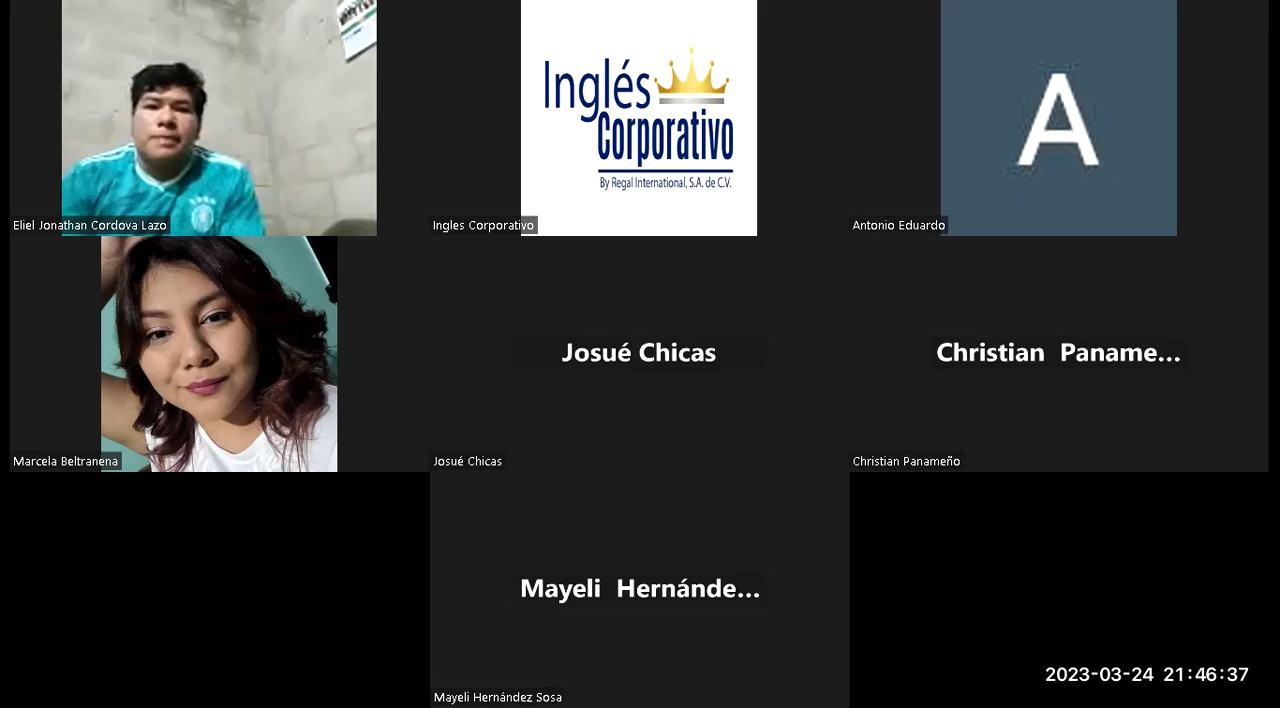 Inglés
Corporativo
By Regal International, S.A. de C.V.
A
Eliel Jonathan Cordova Lazo
Ingles Corporativo
Antonio Eduardo
Josué Chicas
Christian Paname...
Marcela Beltranena
Josué Chicas
Christian Panameño
Mayeli Hernánde...
2023-03-24 21:46:37
Mayeli Hernández Sosa